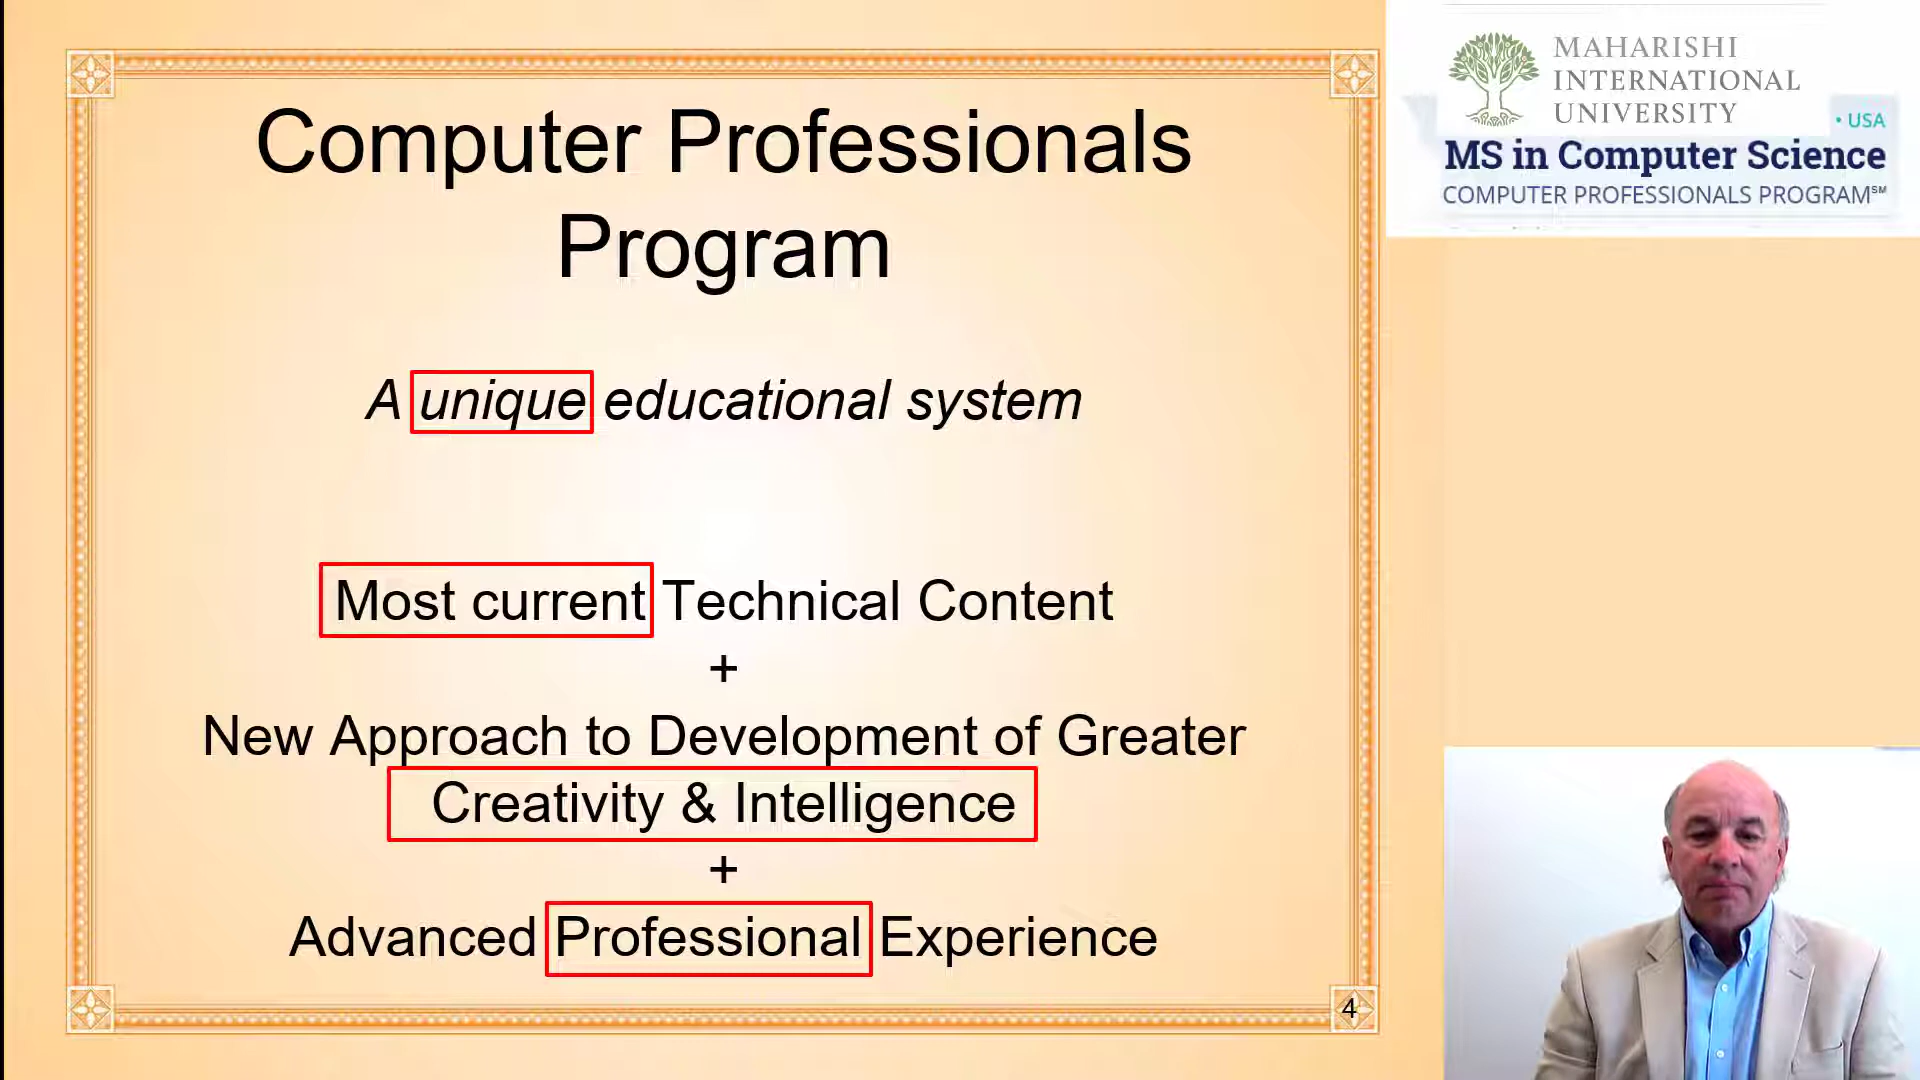 Computer Professionals
Program
A unique educational system
Most current Technical Content
+
New Approach to Development of Greater
Creativity & Intelligence
+
Advanced Professional Experience
4
MAHARISHI
INTERNATIONAL
UNIVERSITY
• USA
MS in Computer Science
COMPUTER PROFESSIONALS PROGRAM℠